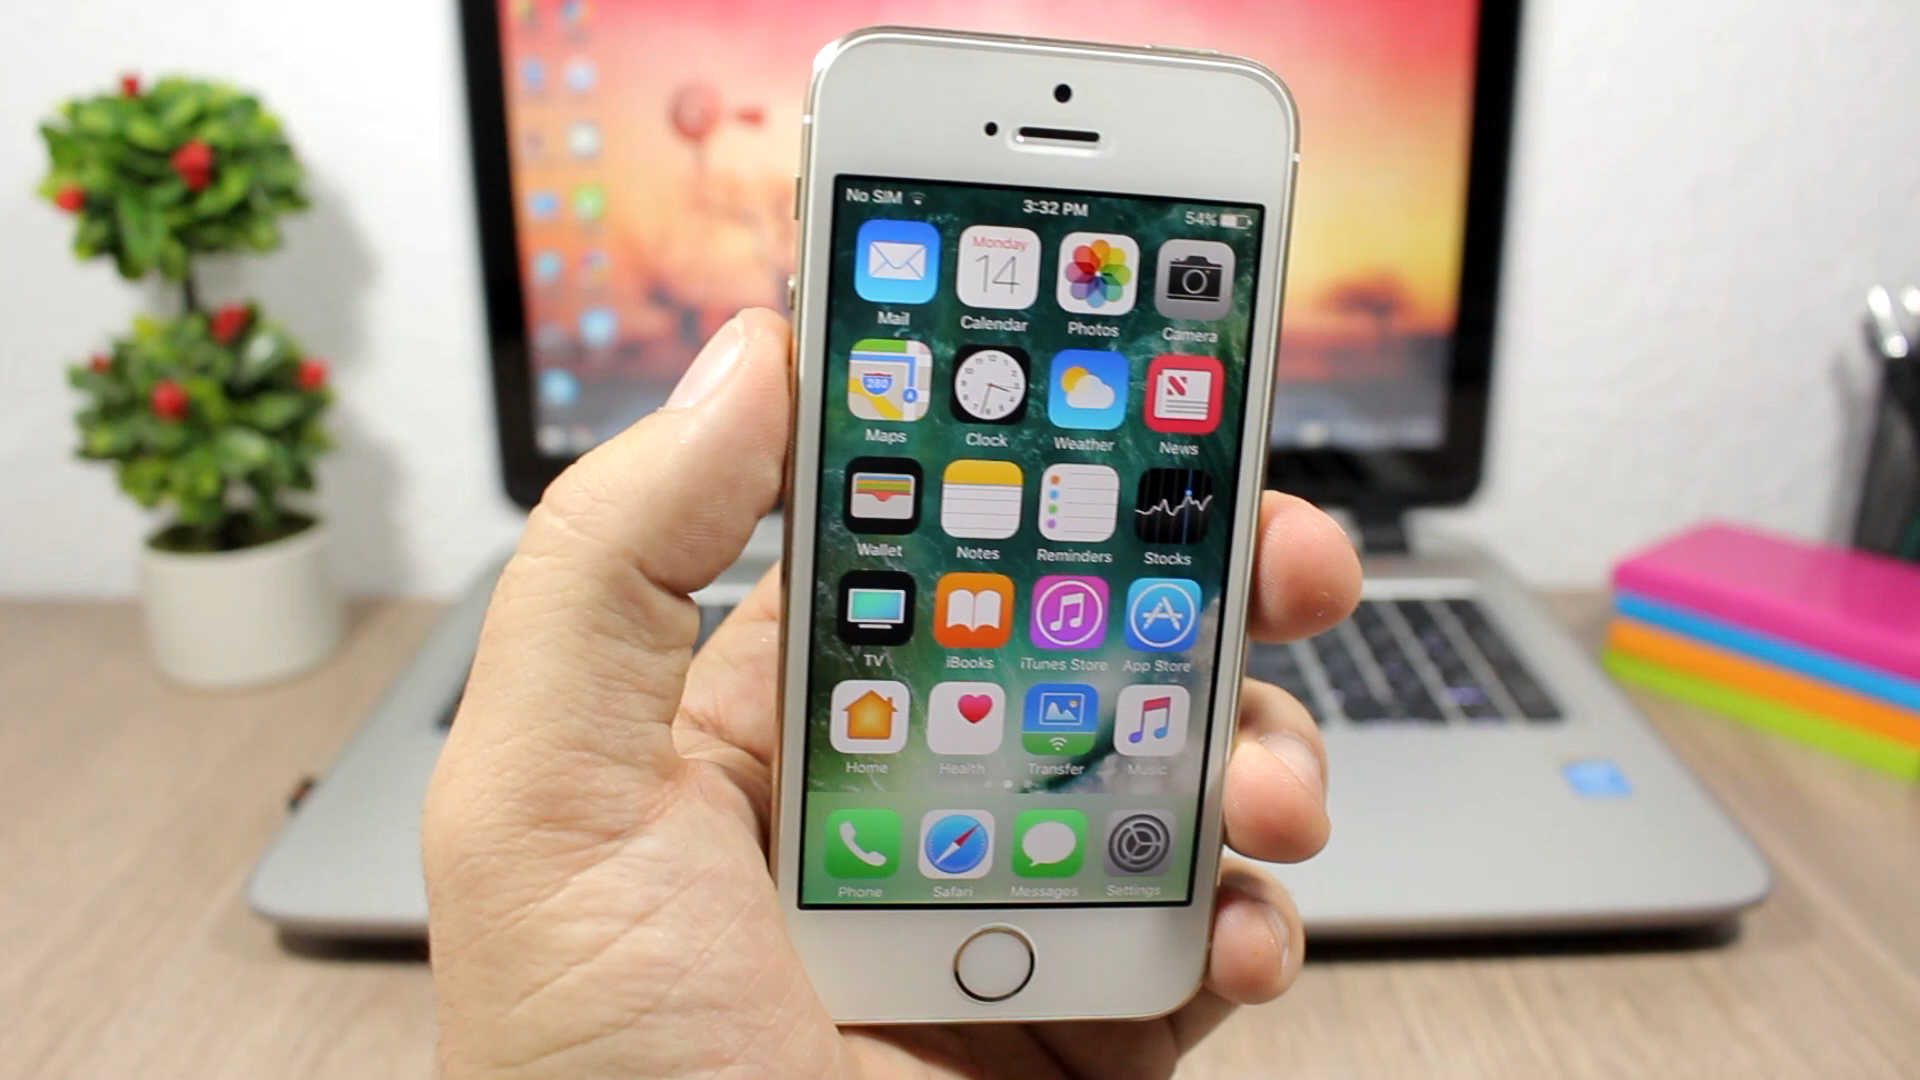 No SIM 3:32 PM 54%
Monday
14
Mail Calendar Photos Camera
280
Maps Clock Weather News
Wallet Notes Reminders Stocks
TV iBooks iTunes Store App Store
Home Health Transfer Music
Phone Safari Messages Settings